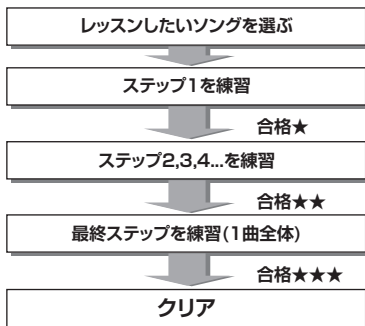 レッスンしたいソングを選ぶ
ステップ1を練習
合格★
ステップ2,3,4...を練習
合格★★
最終ステップを練習(1曲全体)
合格★★★
クリア